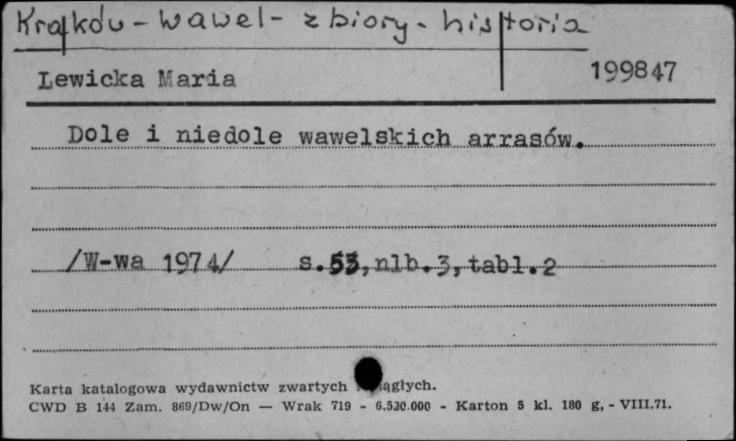 Kraków - Wawel - zbiory - historia
Lewicka Maria
199847
Dole i niedole wawelskich arrasów.
/W-wa 1974/ s.53,nlb.3,tabl.2
Karta katalogowa wydawnictw zwartych
CWD B 144 Zam. 869/Dw/On — Wrak 719 - 6.520.000 - Karton 5 kl. 180 g, - VIII.71.